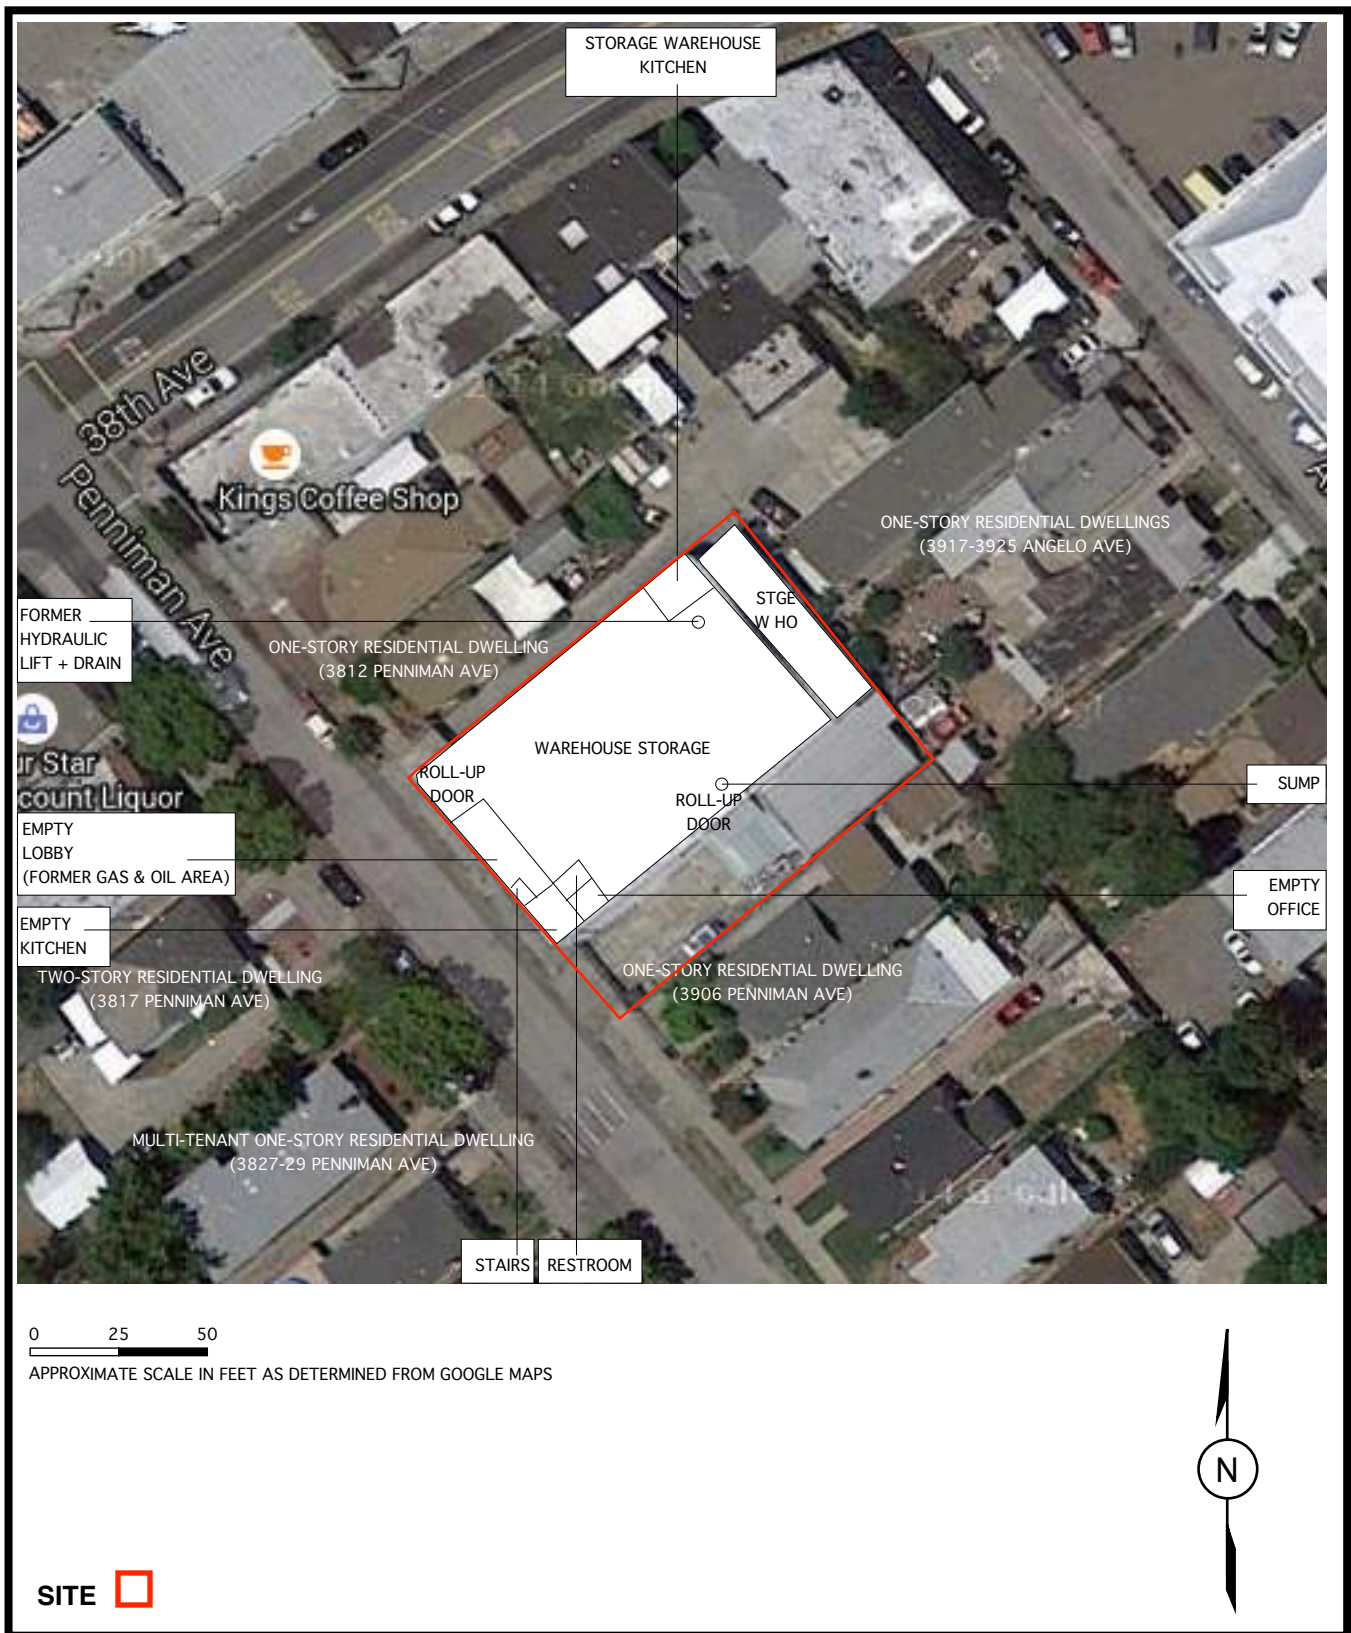 STORAGE WAREHOUSE
KITCHEN
38th Ave
Kings Coffee Shop
Penniman Ave
ONE-STORY RESIDENTIAL DWELLINGS
(3917-3925 ANGELO AVE)
FORMER
HYDRAULIC
LIFT + DRAIN
STGE
W HO
ONE-STORY RESIDENTIAL DWELLING
(3812 PENNIMAN AVE)
WAREHOUSE STORAGE
ur Star
count Liquor
ROLL-UP
DOOR
ROLL-UP
DOOR
SUMP
EMPTY
LOBBY
(FORMER GAS & OIL AREA)
EMPTY
OFFICE
EMPTY
KITCHEN
TWO-STORY RESIDENTIAL DWELLING
(3817 PENNIMAN AVE)
ONE-STORY RESIDENTIAL DWELLING
(3906 PENNIMAN AVE)
MULTI-TENANT ONE-STORY RESIDENTIAL DWELLING
(3827-29 PENNIMAN AVE)
STAIRS
RESTROOM
0 25 50
APPROXIMATE SCALE IN FEET AS DETERMINED FROM GOOGLE MAPS
N
SITE